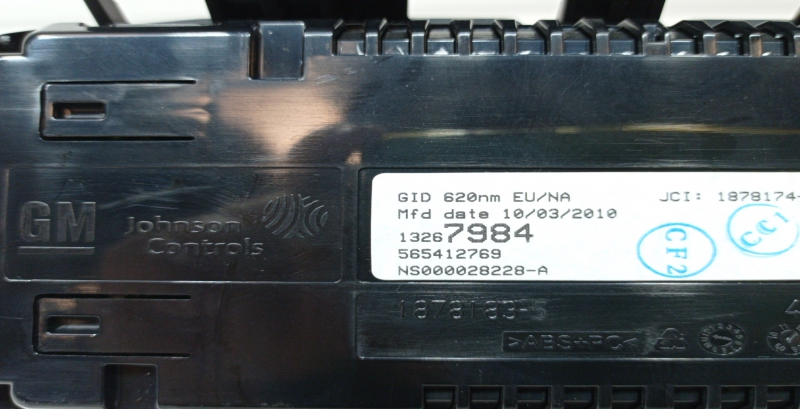 GM
Johnson
Controls
GID 620nm EU/NA JCI: 1878174-
Mfd date 10/03/2010
13267984
565412769
NS000028228-A
CF2
CC1
>ABS+PC<